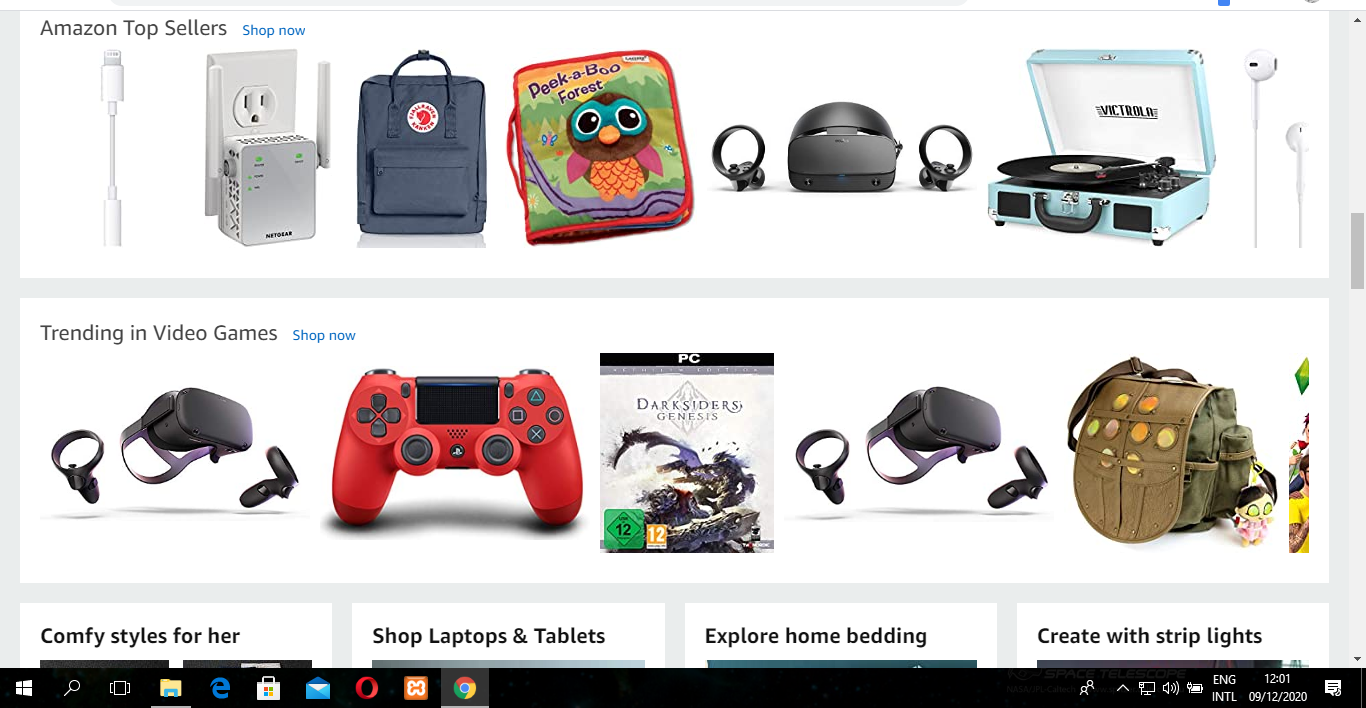 Amazon Top Sellers Shop now
NETGEAR
FJÄLLRÄVEN
KÅNKEN
Peek-a-Boo
Forest
VICTROLA
Trending in Video Games Shop now
PC
DARKSIDERS
GENESIS
12
12
Comfy styles for her
Shop Laptops & Tablets
Explore home bedding
Create with strip lights
SPACE TELESCOPE
ENG
INTL
12:01
09/12/2020